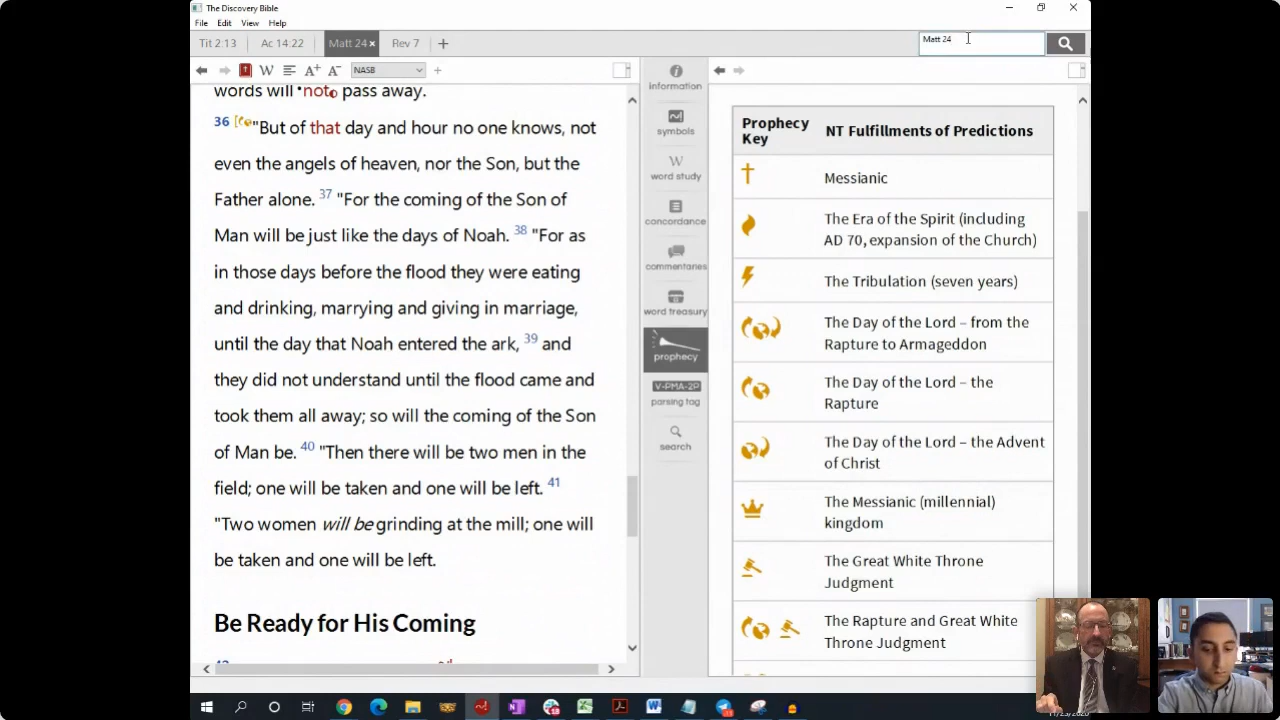 The Discovery Bible
File Edit View Help
Tit 2:13 Ac 14:22 Matt 24 × Rev 7 +
Matt 24
W A+ A- NASB +
words will •not pass away.
36 [ "But of that day and hour no one knows, not
even the angels of heaven, nor the Son, but the
Father alone. 37 "For the coming of the Son of
Man will be just like the days of Noah. 38 "For as
in those days before the flood they were eating
and drinking, marrying and giving in marriage,
until the day that Noah entered the ark, 39 and
they did not understand until the flood came and
took them all away; so will the coming of the Son
of Man be. 40 "Then there will be two men in the
field; one will be taken and one will be left. 41
"Two women will be grinding at the mill; one will
be taken and one will be left.
Be Ready for His Coming
information
symbols
W
word study
concordance
commentaries
word treasury
prophecy
V-PMA-2P
parsing tag
search
Prophecy Key NT Fulfillments of Predictions
Messianic
The Era of the Spirit (including
AD 70, expansion of the Church)
The Tribulation (seven years)
The Day of the Lord – from the
Rapture to Armageddon
The Day of the Lord – the
Rapture
The Day of the Lord – the Advent
of Christ
The Messianic (millennial)
kingdom
The Great White Throne
Judgment
The Rapture and Great White
Throne Judgment